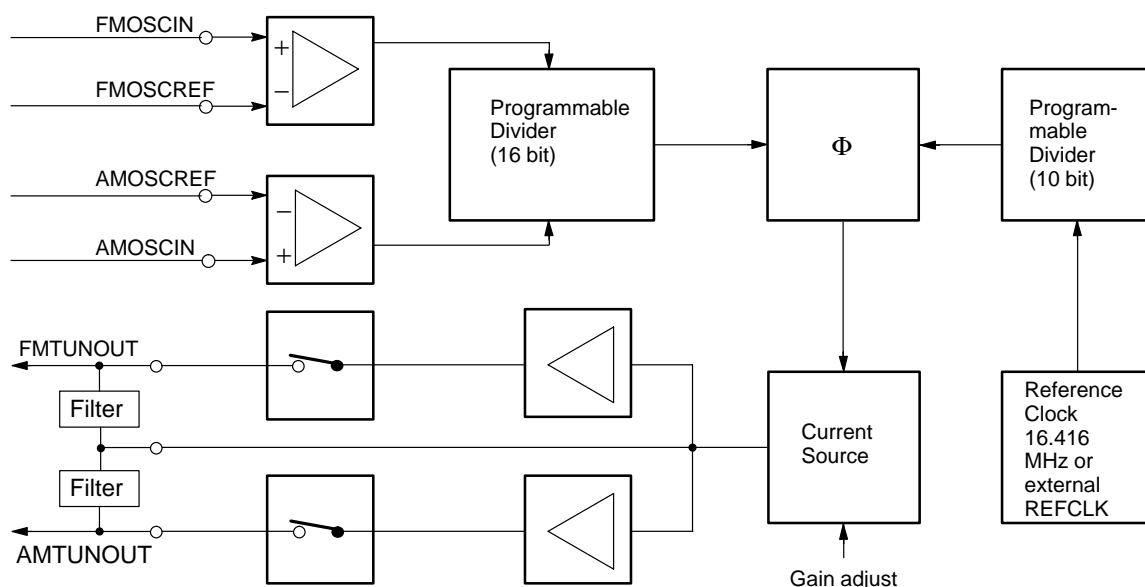 FMOSCIN
+
−
FMOSCREF
AMOSCREF
−
+
AMOSCIN
Programmable
Divider
(16 bit)
Φ
Program-
mable
Divider
(10 bit)
FMTUNOUT
Filter
Filter
AMTUNOUT
Current
Source
Gain adjust
Reference
Clock
16.416
MHz or
external
REFCLK